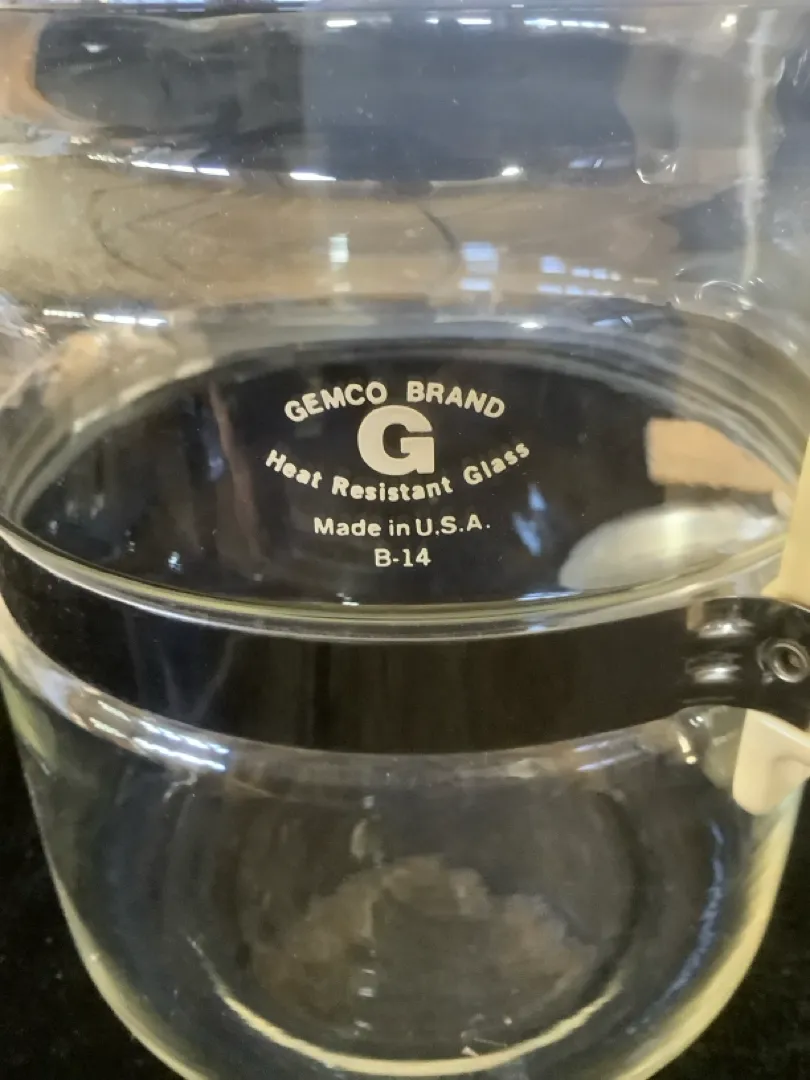 GEMCO BRAND
G
Heat Resistant Glass
Made in U.S.A.
B-14